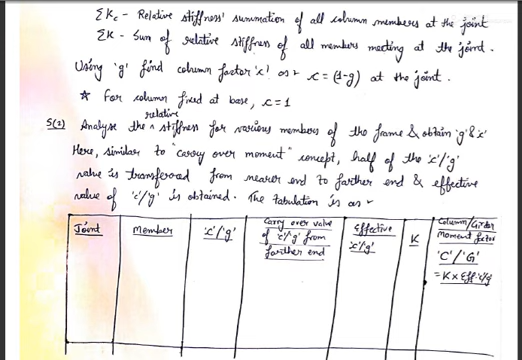 ΣKc - Relative stiffness' summation of all column members at the joint
ΣK - Sum of relative stiffness of all members meeting at the joint.
Using 'g' find column factor 'c' as - c = (1-g) at the joint.
☆ For column fixed at base, c = 1
S(2) Analyse the ^relative stiffness for various members of the frame & obtain 'g' & 'c'
Here, similar to "carry over moment" concept, half of the 'c'/'g'
value is transferred from nearer end to farther end & effective
value of 'c'/'g' is obtained. The tabulation is as -
Joint | Member | 'c'/'g' | Carry over value of 'c'/'g' from farther end | Effective 'c'/'g' | K | Column/Girder Moment factor 'C'/'G' = K x Eff. c/g